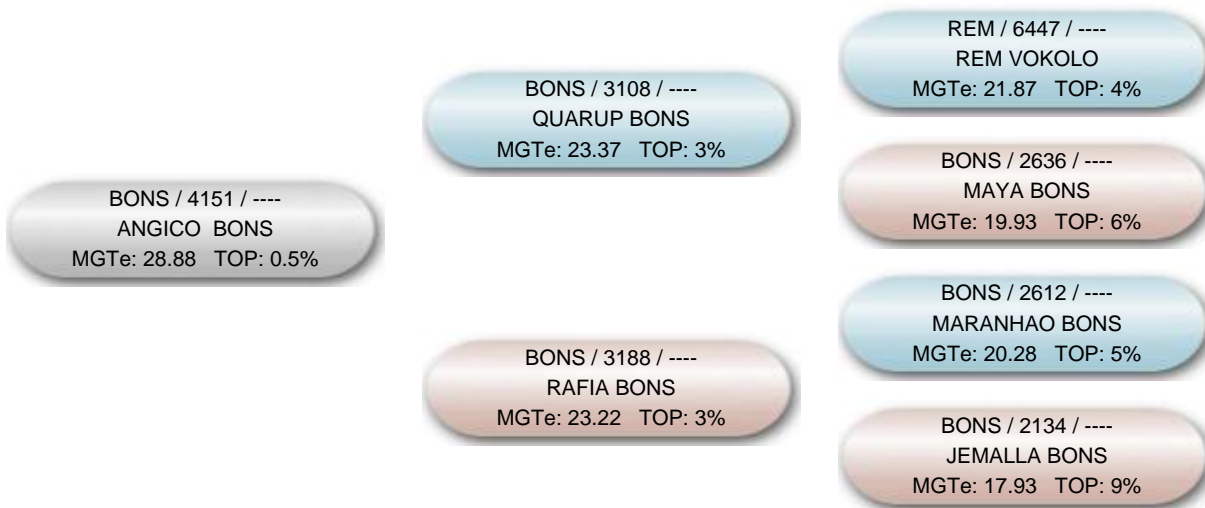 BONS / 4151 / ----
ANGICO  BONS
MGTe: 28.88   TOP: 0.5%
BONS / 3108 / ----
QUARUP BONS
MGTe: 23.37   TOP: 3%
BONS / 3188 / ----
RAFIA BONS
MGTe: 23.22   TOP: 3%
REM / 6447 / ----
REM VOKOLO
MGTe: 21.87   TOP: 4%
BONS / 2636 / ----
MAYA BONS
MGTe: 19.93   TOP: 6%
BONS / 2612 / ----
MARANHAO BONS
MGTe: 20.28   TOP: 5%
BONS / 2134 / ----
JEMALLA BONS
MGTe: 17.93   TOP: 9%